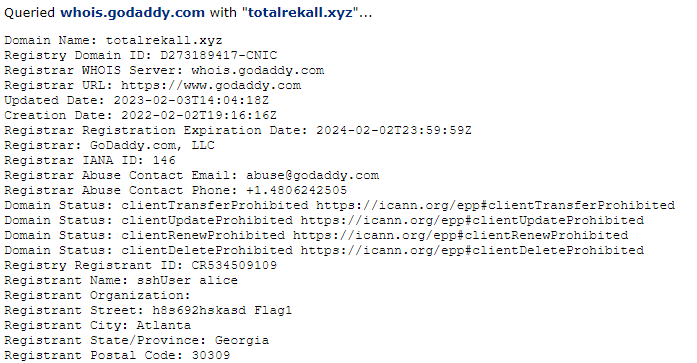 Queried whois.godaddy.com with "totalrekall.xyz"...
Domain Name: totalrekall.xyz
Registry Domain ID: D273189417-CNIC
Registrar WHOIS Server: whois.godaddy.com
Registrar URL: https://www.godaddy.com
Updated Date: 2023-02-03T14:04:18Z
Creation Date: 2022-02-02T19:16:16Z
Registrar Registration Expiration Date: 2024-02-02T23:59:59Z
Registrar: GoDaddy.com, LLC
Registrar IANA ID: 146
Registrar Abuse Contact Email: abuse@godaddy.com
Registrar Abuse Contact Phone: +1.4806242505
Domain Status: clientTransferProhibited https://icann.org/epp#clientTransferProhibited
Domain Status: clientUpdateProhibited https://icann.org/epp#clientUpdateProhibited
Domain Status: clientRenewProhibited https://icann.org/epp#clientRenewProhibited
Domain Status: clientDeleteProhibited https://icann.org/epp#clientDeleteProhibited
Registry Registrant ID: CR534509109
Registrant Name: sshUser alice
Registrant Organization:
Registrant Street: h8s692hskasd Flag1
Registrant City: Atlanta
Registrant State/Province: Georgia
Registrant Postal Code: 30309